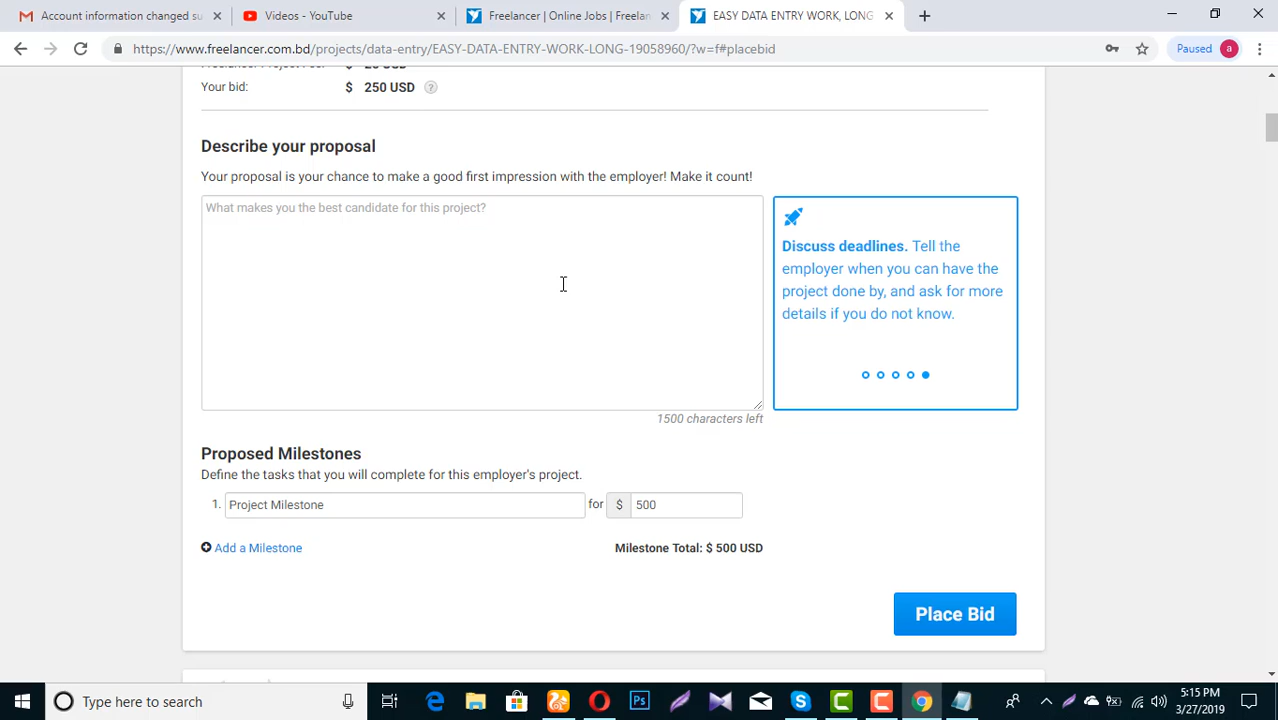 Account information changed su
Videos - YouTube
Freelancer | Online Jobs | Freelan
EASY DATA ENTRY WORK, LONG
https://www.freelancer.com.bd/projects/data-entry/EASY-DATA-ENTRY-WORK-LONG-19058960/?w=f#placebid
Paused a
Your bid: $ 250 USD ?
Describe your proposal
Your proposal is your chance to make a good first impression with the employer! Make it count!
What makes you the best candidate for this project?
Discuss deadlines. Tell the
employer when you can have the
project done by, and ask for more
details if you do not know.
1500 characters left
Proposed Milestones
Define the tasks that you will complete for this employer's project.
1. Project Milestone for $ 500
Add a Milestone
Milestone Total: $ 500 USD
Place Bid
Type here to search
5:15 PM
3/27/2019